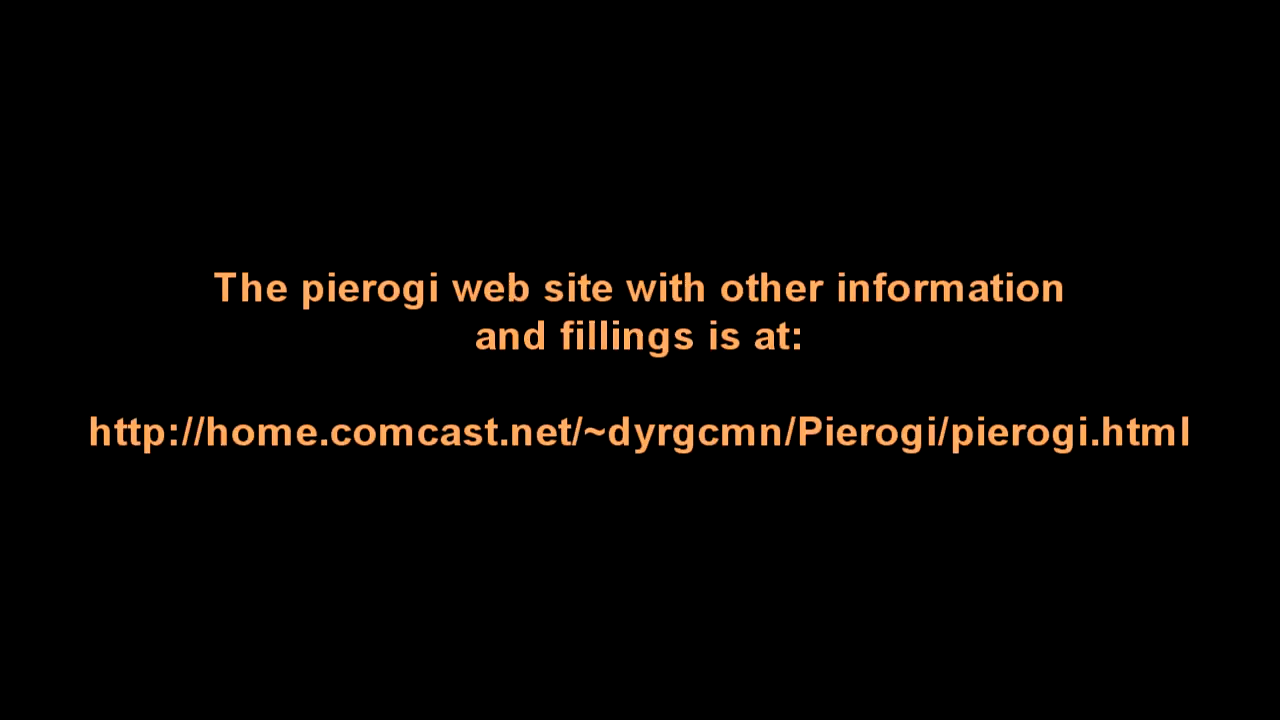 The pierogi web site with other information
and fillings is at:
http://home.comcast.net/~dyrgcmn/Pierogi/pierogi.html